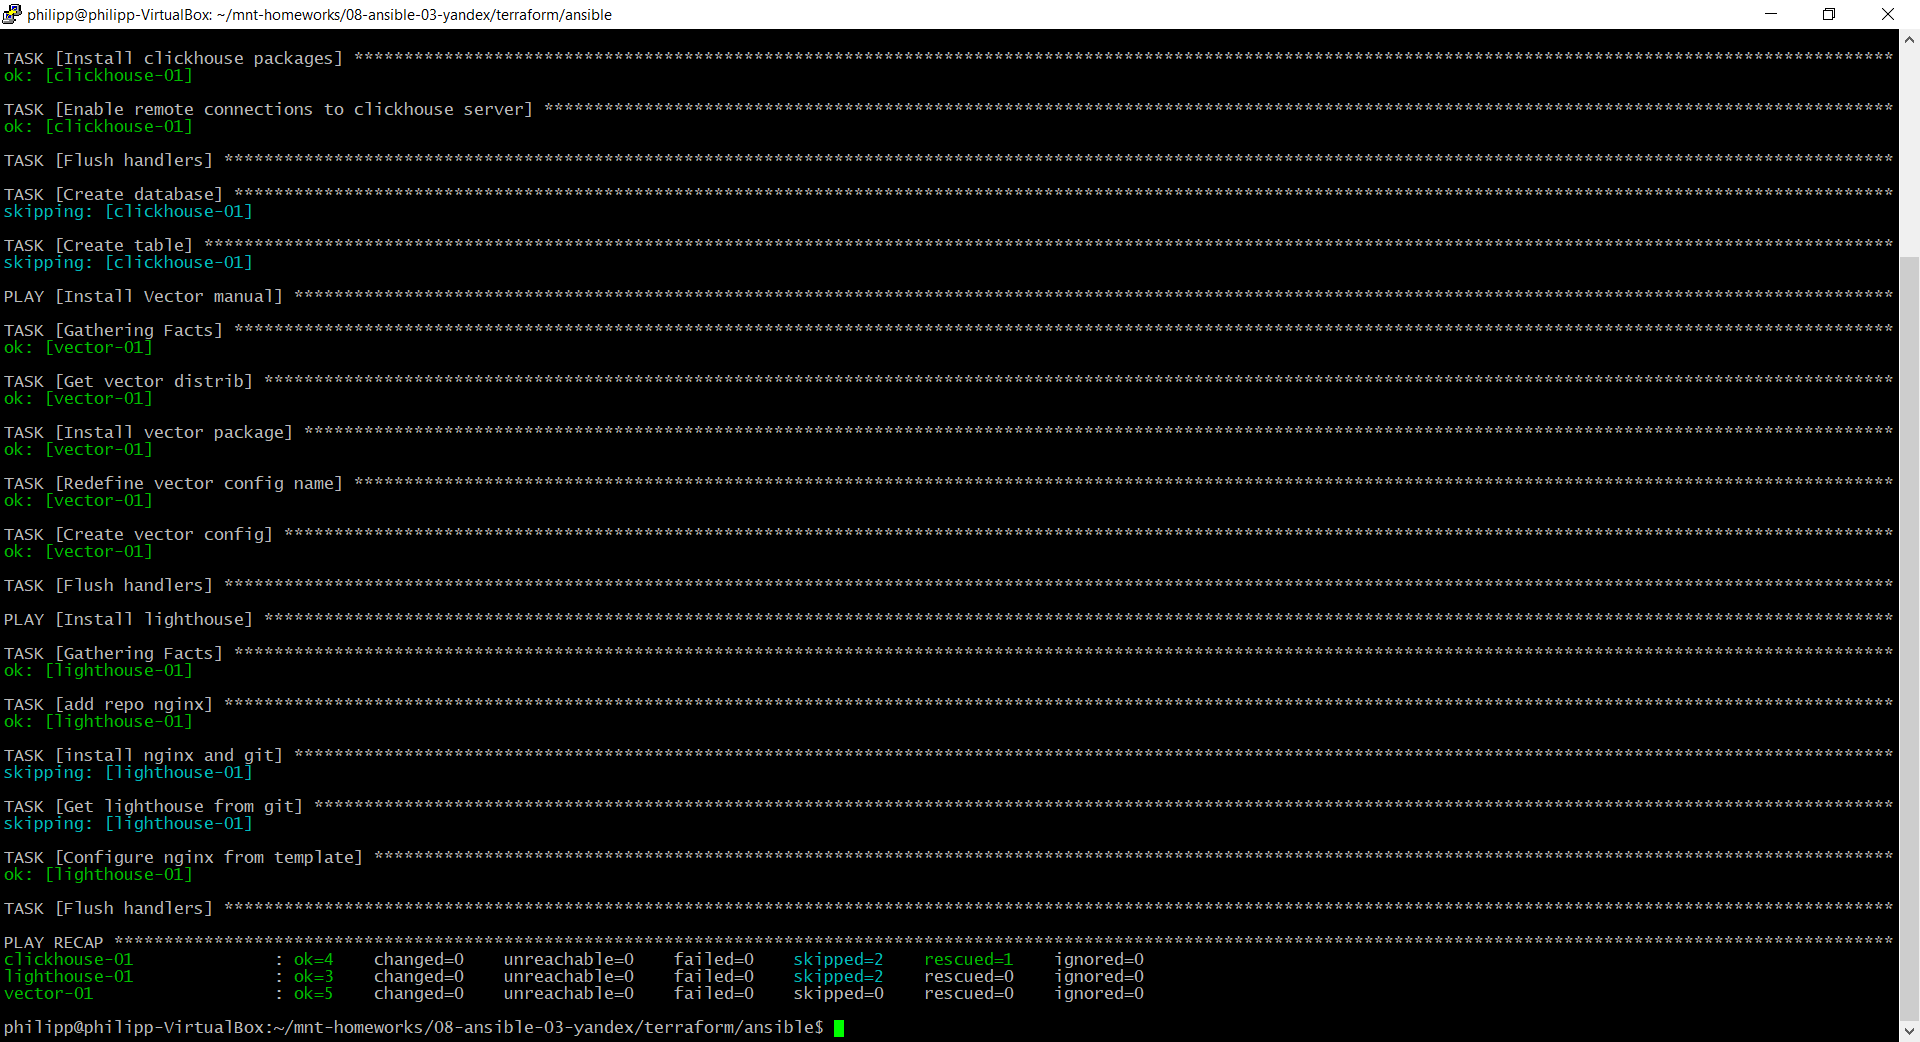 philipp@philipp-VirtualBox: ~/mnt-homeworks/08-ansible-03-yandex/terraform/ansible
TASK [Install clickhouse packages] ****************************************************************************************************************************************************************
ok: [clickhouse-01]
TASK [Enable remote connections to clickhouse server] *********************************************************************************************************************************************
ok: [clickhouse-01]
TASK [Flush handlers] *****************************************************************************************************************************************************************************
TASK [Create database] ****************************************************************************************************************************************************************************
skipping: [clickhouse-01]
TASK [Create table] *******************************************************************************************************************************************************************************
skipping: [clickhouse-01]
PLAY [Install Vector manual] **********************************************************************************************************************************************************************
TASK [Gathering Facts] ****************************************************************************************************************************************************************************
ok: [vector-01]
TASK [Get vector distrib] *************************************************************************************************************************************************************************
ok: [vector-01]
TASK [Install vector package] *********************************************************************************************************************************************************************
ok: [vector-01]
TASK [Redefine vector config name] ****************************************************************************************************************************************************************
ok: [vector-01]
TASK [Create vector config] ***********************************************************************************************************************************************************************
ok: [vector-01]
TASK [Flush handlers] *****************************************************************************************************************************************************************************
PLAY [Install lighthouse] *************************************************************************************************************************************************************************
TASK [Gathering Facts] ****************************************************************************************************************************************************************************
ok: [lighthouse-01]
TASK [add repo nginx] *****************************************************************************************************************************************************************************
ok: [lighthouse-01]
TASK [install nginx and git] **********************************************************************************************************************************************************************
skipping: [lighthouse-01]
TASK [Get lighthouse from git] ********************************************************************************************************************************************************************
skipping: [lighthouse-01]
TASK [Configure nginx from template] **************************************************************************************************************************************************************
ok: [lighthouse-01]
TASK [Flush handlers] *****************************************************************************************************************************************************************************
PLAY RECAP ****************************************************************************************************************************************************************************************
clickhouse-01              : ok=4    changed=0    unreachable=0    failed=0    skipped=2    rescued=1    ignored=0
lighthouse-01              : ok=3    changed=0    unreachable=0    failed=0    skipped=2    rescued=0    ignored=0
vector-01                  : ok=5    changed=0    unreachable=0    failed=0    skipped=0    rescued=0    ignored=0
philipp@philipp-VirtualBox:~/mnt-homeworks/08-ansible-03-yandex/terraform/ansible$